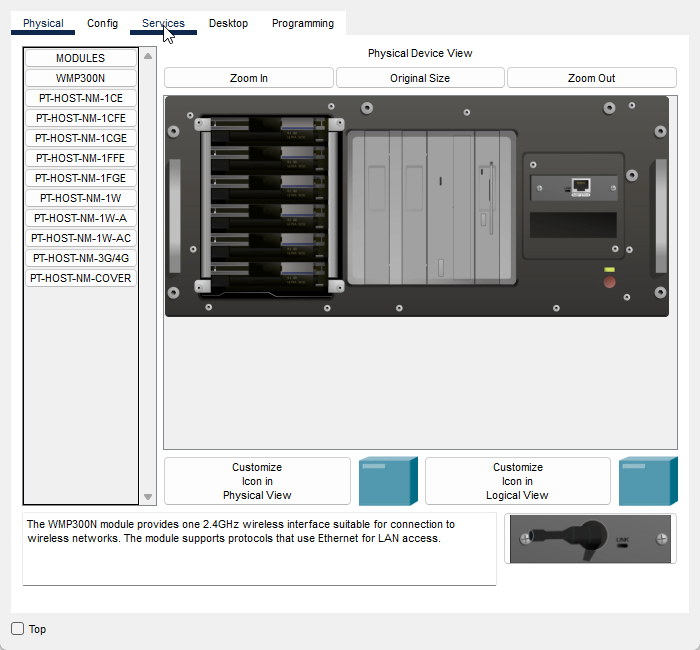 Physical
Config
Services
Desktop
Programming
MODULES
WMP300N
PT-HOST-NM-1CE
PT-HOST-NM-1CFE
PT-HOST-NM-1CGE
PT-HOST-NM-1FFE
PT-HOST-NM-1FGE
PT-HOST-NM-1W
PT-HOST-NM-1W-A
PT-HOST-NM-1W-AC
PT-HOST-NM-3G/4G
PT-HOST-NM-COVER
Physical Device View
Zoom In
Original Size
Zoom Out
Customize
Icon in
Physical View
Customize
Icon in
Logical View
The WMP300N module provides one 2.4GHz wireless interface suitable for connection to
wireless networks. The module supports protocols that use Ethernet for LAN access.
LINK
Top